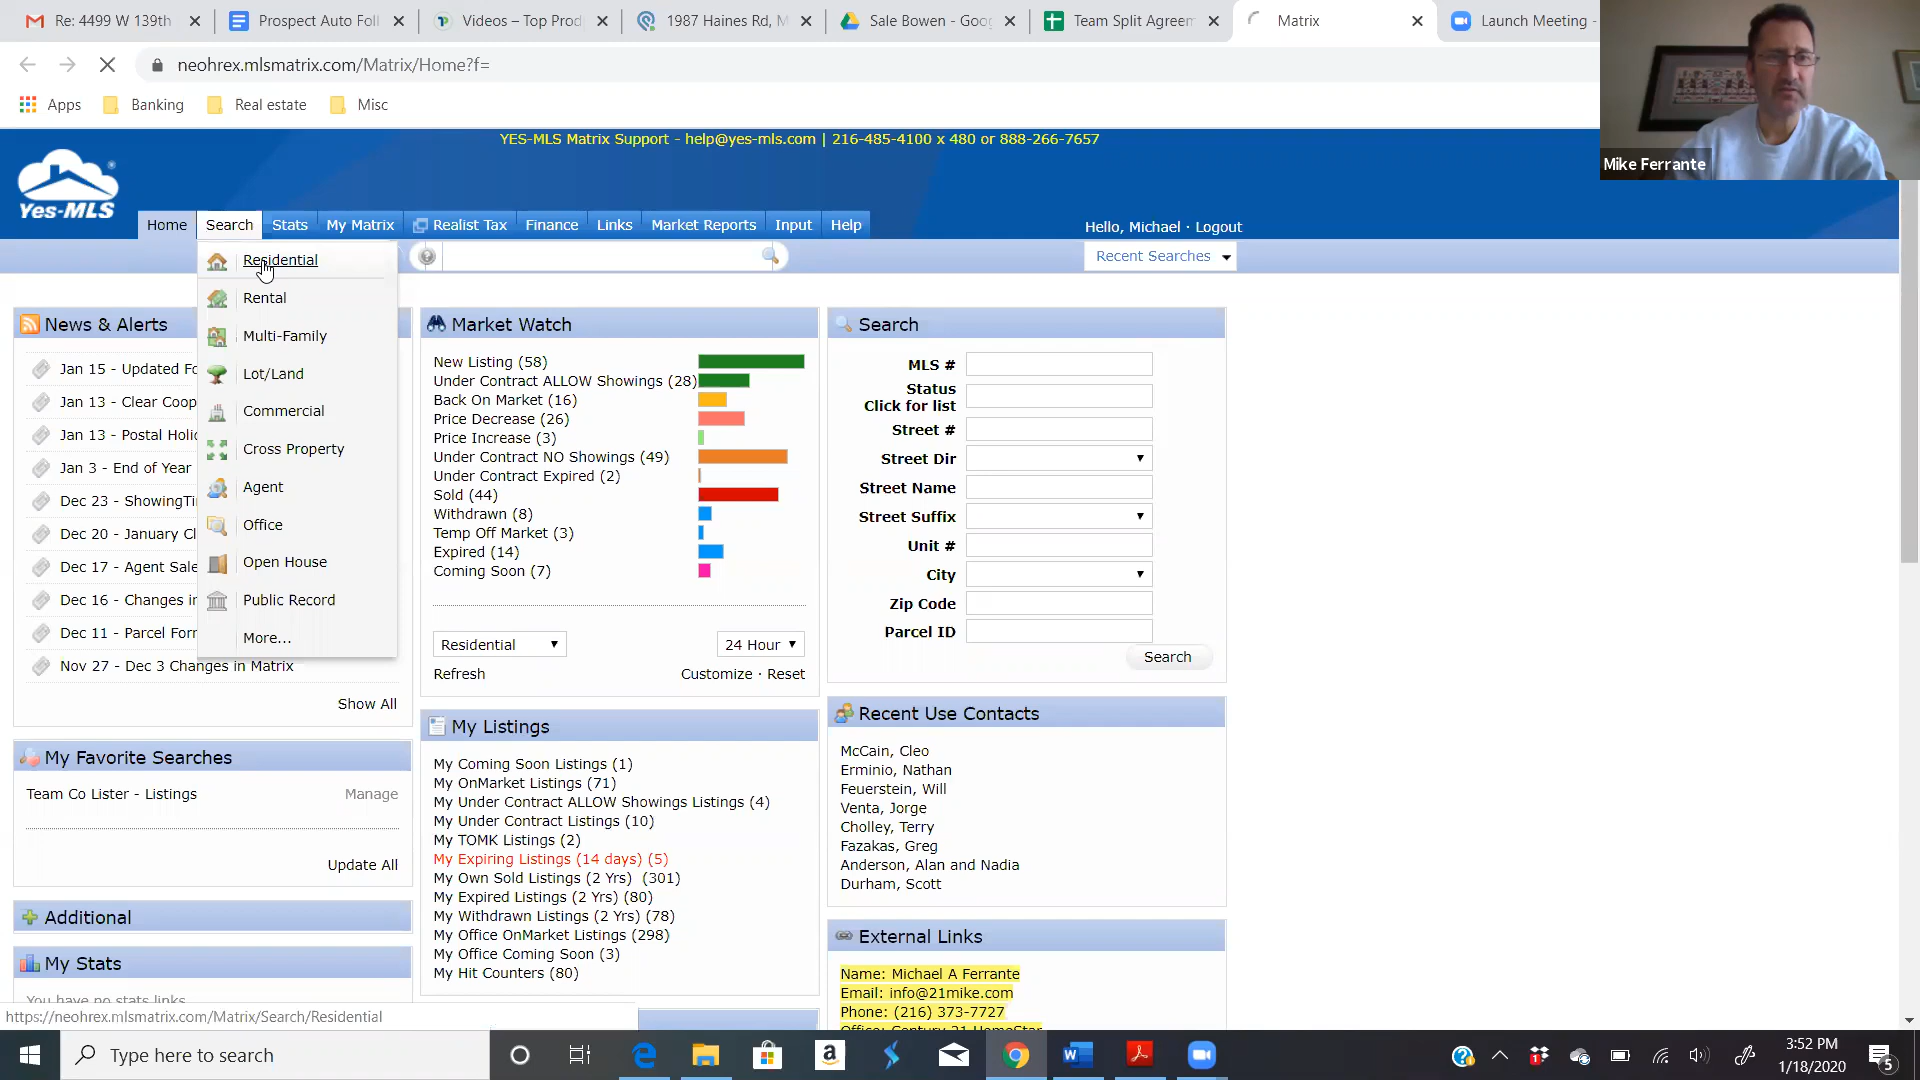 Re: 4499 W 139th
Prospect Auto Foll
Videos – Top Prod
1987 Haines Rd, M
Sale Bowen - Goog
Team Split Agreem
Matrix
Launch Meeting -
neohrex.mlsmatrix.com/Matrix/Home?f=
Apps
Banking
Real estate
Misc
YES-MLS Matrix Support - help@yes-mls.com | 216-485-4100 x 480 or 888-266-7657
Mike Ferrante
Yes-MLS
Home
Search
Stats
My Matrix
Realist Tax
Finance
Links
Market Reports
Input
Help
Hello, Michael · Logout
Recent Searches
Residential
Rental
Multi-Family
Lot/Land
Commercial
Cross Property
Agent
Office
Open House
Public Record
More...
News & Alerts
Jan 15 - Updated Fo
Jan 13 - Clear Coop
Jan 13 - Postal Holid
Jan 3 - End of Year
Dec 23 - ShowingTi
Dec 20 - January Cl
Dec 17 - Agent Sale
Dec 16 - Changes in
Dec 11 - Parcel Form
Nov 27 - Dec 3 Changes in Matrix
Show All
My Favorite Searches
Team Co Lister - Listings
Manage
Update All
Additional
My Stats
You have no stats links
Market Watch
New Listing (58)
Under Contract ALLOW Showings (28)
Back On Market (16)
Price Decrease (26)
Price Increase (3)
Under Contract NO Showings (49)
Under Contract Expired (2)
Sold (44)
Withdrawn (8)
Temp Off Market (3)
Expired (14)
Coming Soon (7)
Residential
24 Hour
Refresh
Customize · Reset
My Listings
My Coming Soon Listings (1)
My OnMarket Listings (71)
My Under Contract ALLOW Showings Listings (4)
My Under Contract Listings (10)
My TOMK Listings (2)
My Expiring Listings (14 days) (5)
My Own Sold Listings (2 Yrs) (301)
My Expired Listings (2 Yrs) (80)
My Withdrawn Listings (2 Yrs) (78)
My Office OnMarket Listings (298)
My Office Coming Soon (3)
My Hit Counters (80)
Search
MLS #
Status
Click for list
Street #
Street Dir
Street Name
Street Suffix
Unit #
City
Zip Code
Parcel ID
Search
Recent Use Contacts
McCain, Cleo
Erminio, Nathan
Feuerstein, Will
Venta, Jorge
Cholley, Terry
Fazakas, Greg
Anderson, Alan and Nadia
Durham, Scott
External Links
Name: Michael A Ferrante
Email: info@21mike.com
Phone: (216) 373-7727
Office: Century 21 HomeStar
https://neohrex.mlsmatrix.com/Matrix/Search/Residential
Type here to search
3:52 PM
1/18/2020
5